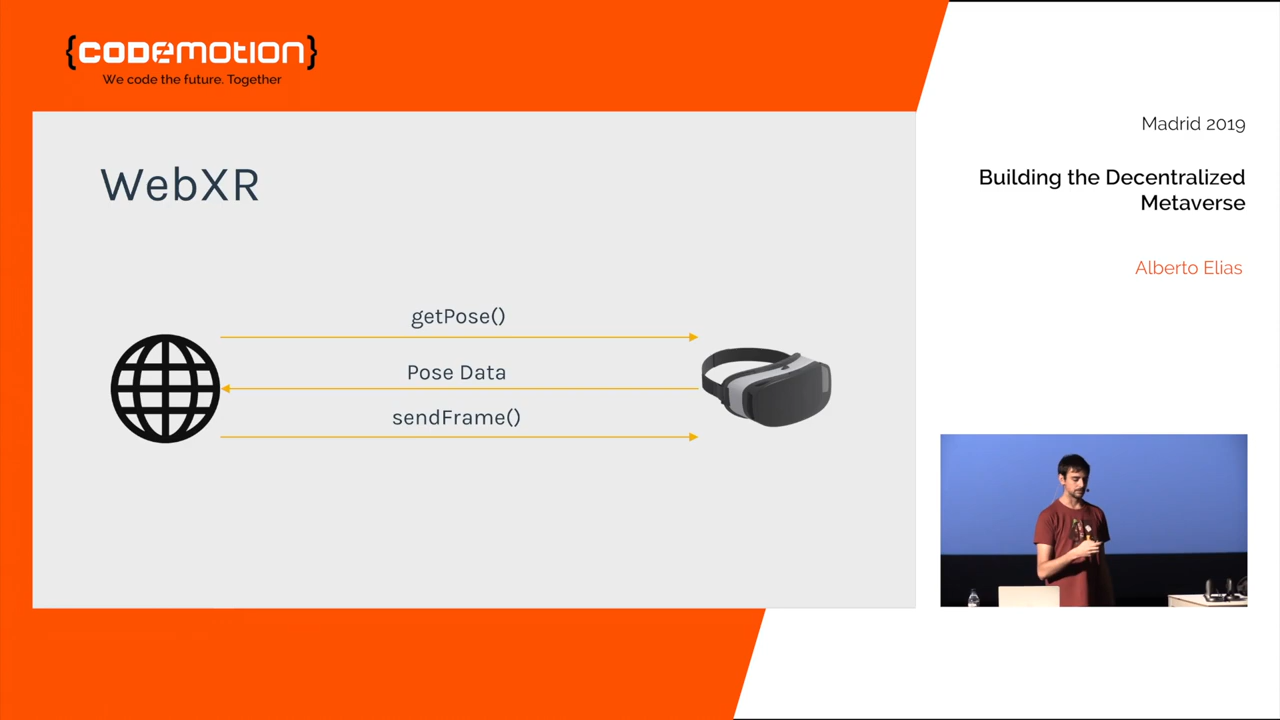 {CODEMOTION}
We code the future. Together
WebXR
getPose()
Pose Data
sendFrame()
Madrid 2019
Building the Decentralized
Metaverse
Alberto Elias